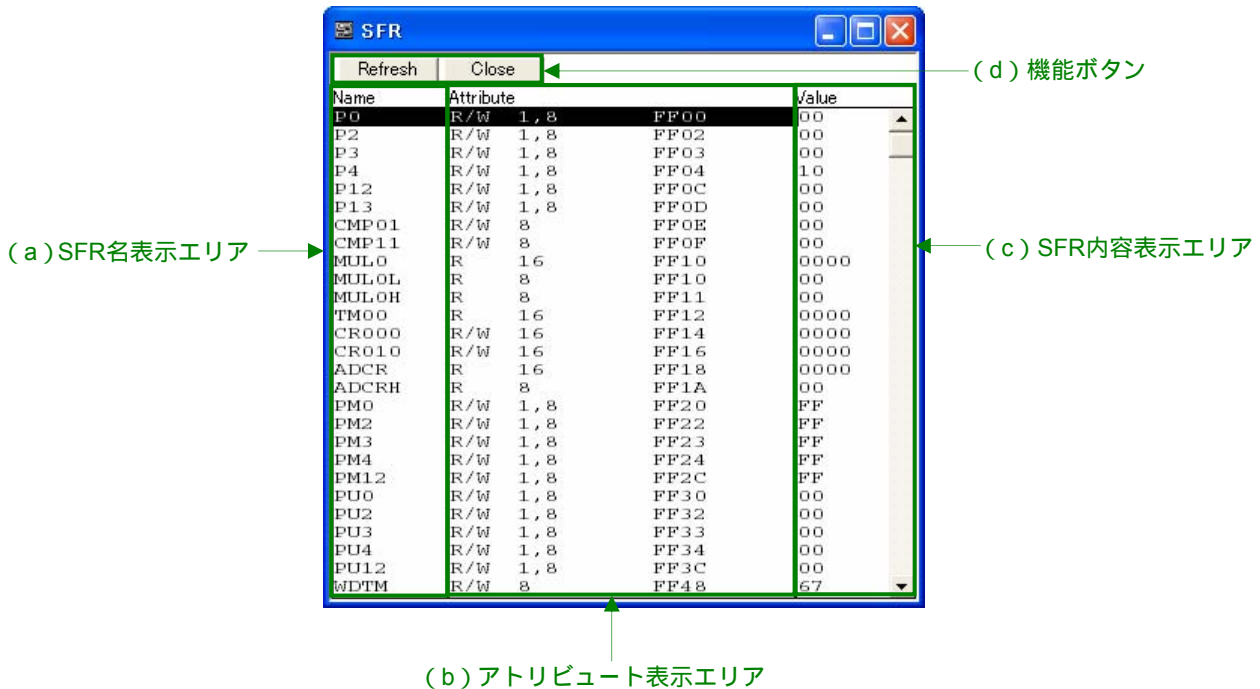 SFR
Refresh Close
(d)機能ボタン
Name Attribute Value
P0 R/W 1,8 FF00 00
P2 R/W 1,8 FF02 00
P3 R/W 1,8 FF03 00
P4 R/W 1,8 FF04 10
P12 R/W 1,8 FF0C 00
P13 R/W 1,8 FF0D 00
CMP01 R/W 8 FF0E 00
CMP11 R/W 8 FF0F 00
(a)SFR名表示エリア
(c)SFR内容表示エリア
MUL0 R 16 FF10 0000
MUL0L R 8 FF10 00
MUL0H R 8 FF11 00
TM00 R 16 FF12 0000
CR000 R/W 16 FF14 0000
CR010 R/W 16 FF16 0000
ADCR R 16 FF18 0000
ADCRH R 8 FF1A 00
PM0 R/W 1,8 FF20 FF
PM2 R/W 1,8 FF22 FF
PM3 R/W 1,8 FF23 FF
PM4 R/W 1,8 FF24 FF
PM12 R/W 1,8 FF2C FF
PU0 R/W 1,8 FF30 00
PU2 R/W 1,8 FF32 00
PU3 R/W 1,8 FF33 00
PU4 R/W 1,8 FF34 00
PU12 R/W 1,8 FF3C 00
WDTM R/W 8 FF48 67
(b)アトリビュート表示エリア